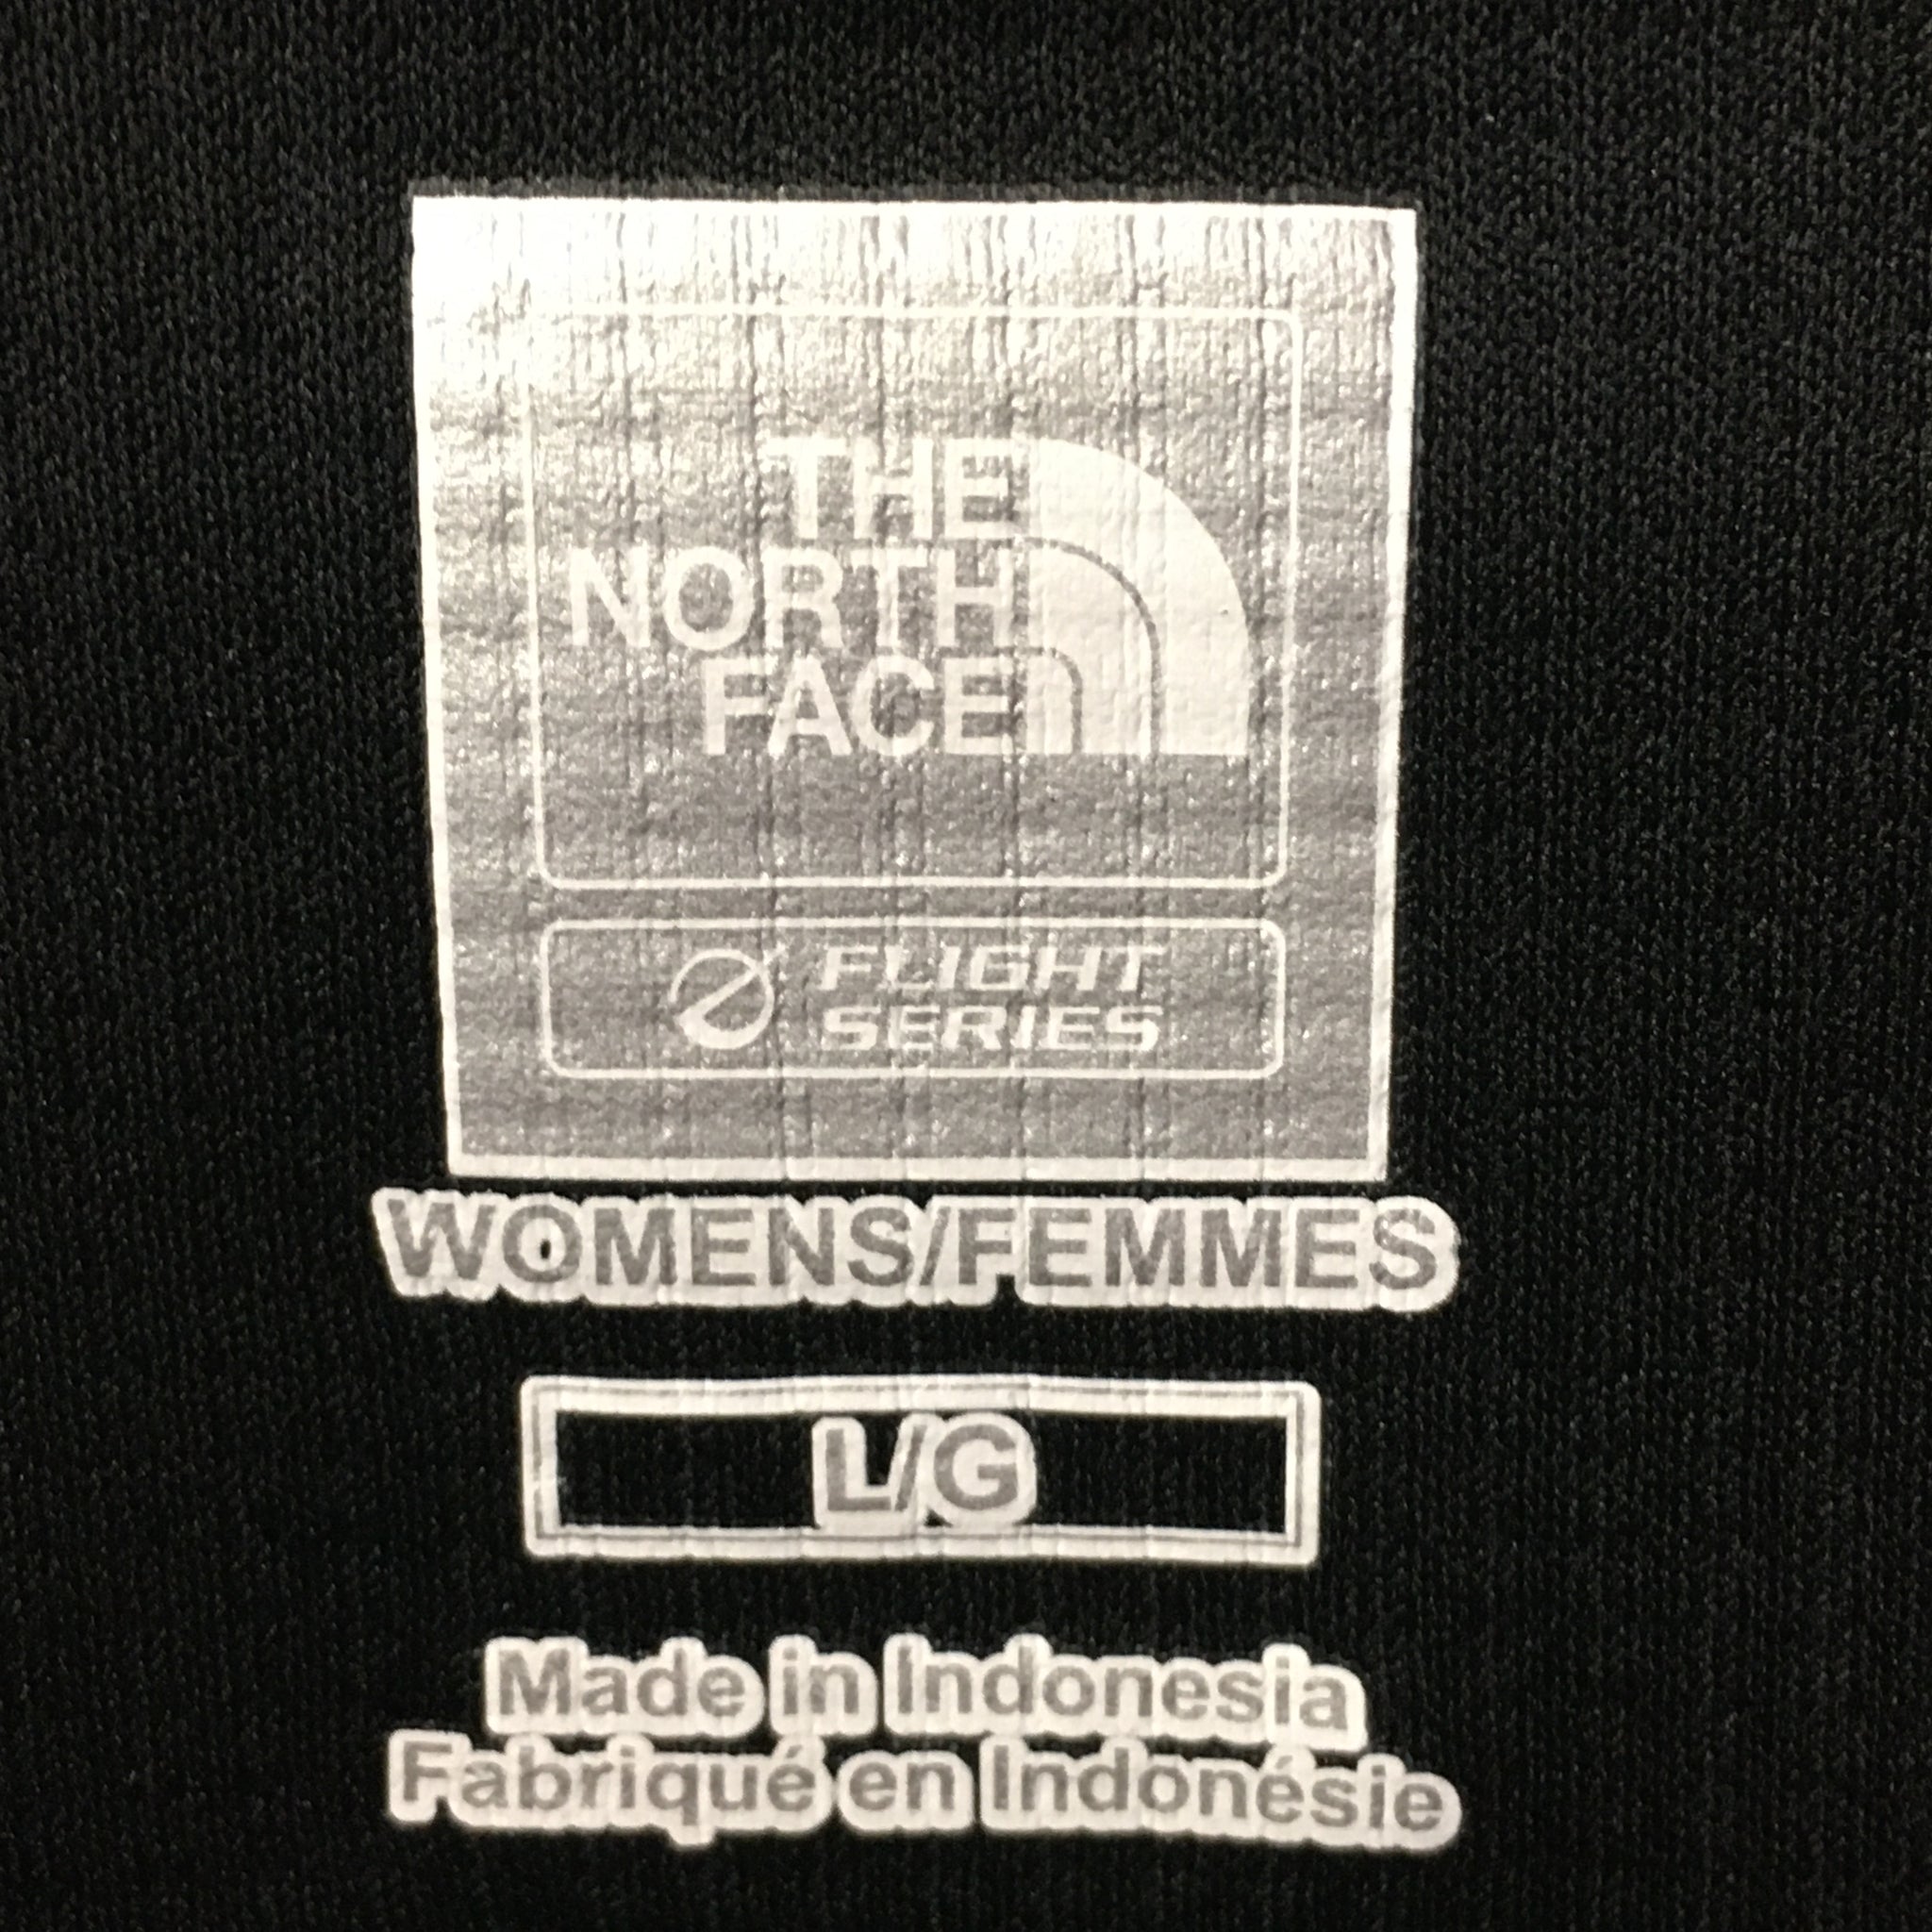 THE
NORTH
FACE
FLIGHT
SERIES
WOMENS/FEMMES
L/G
Made in Indonesia
Fabriqué en Indonésie